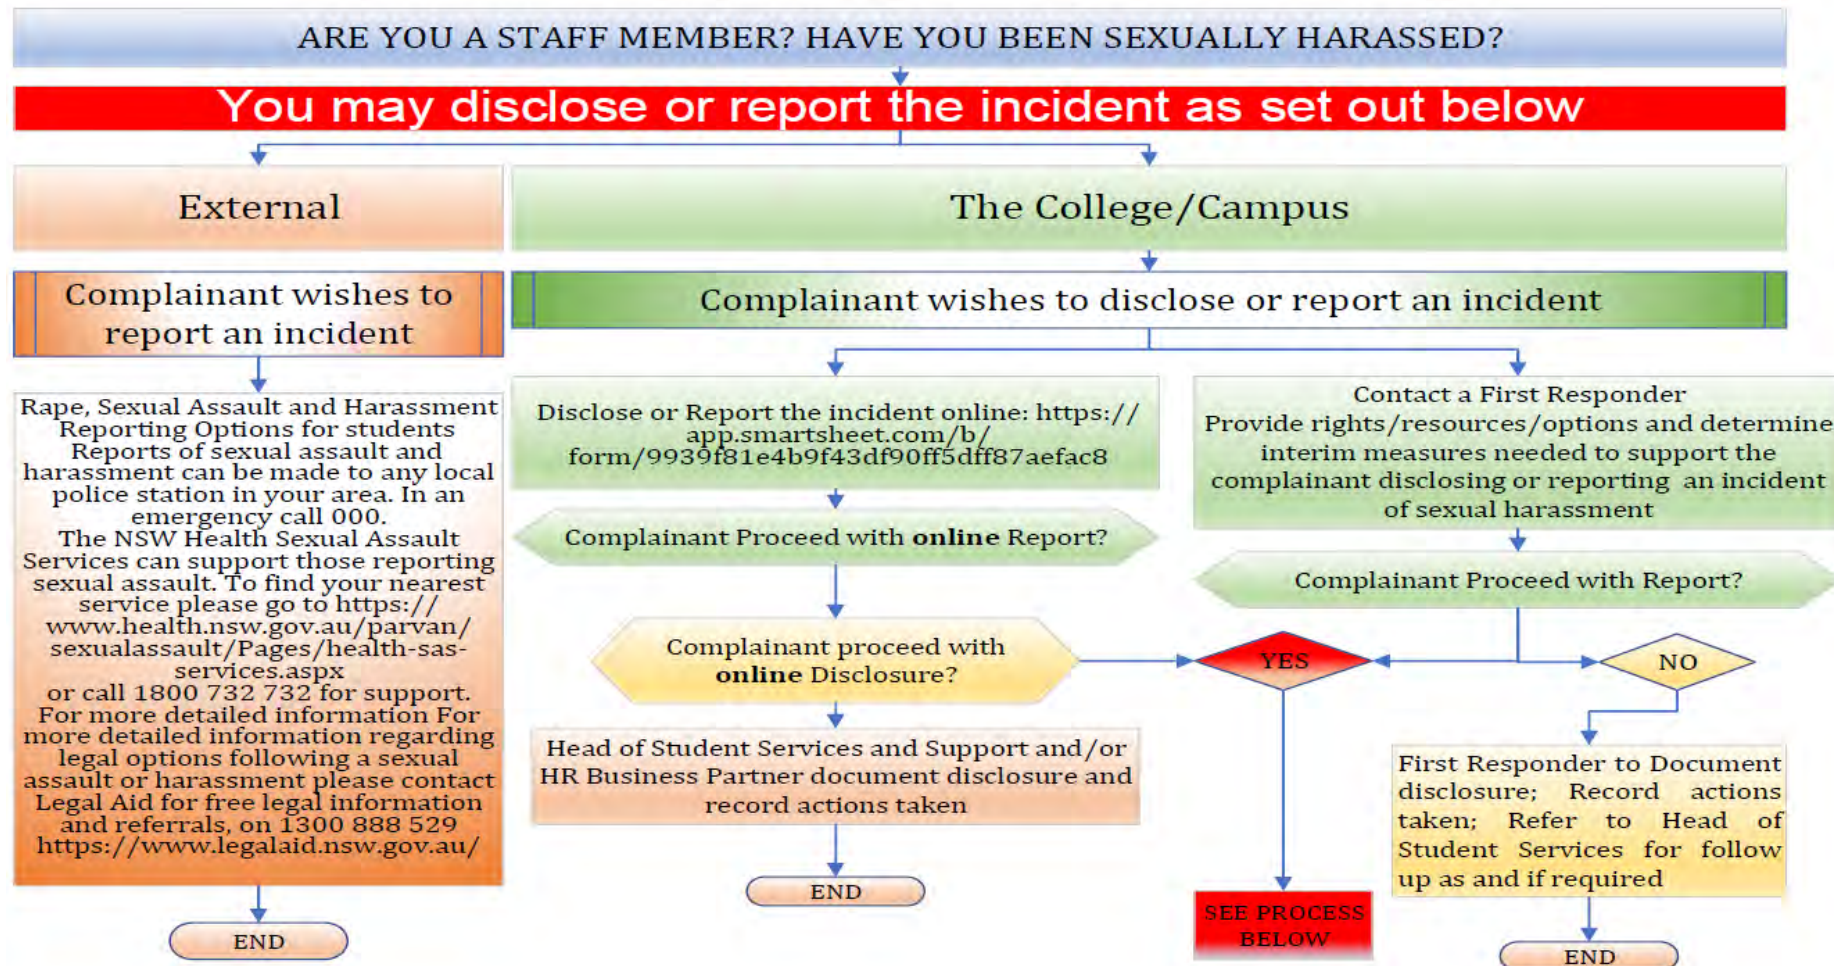 ARE YOU A STAFF MEMBER? HAVE YOU BEEN SEXUALLY HARASSED?
You may disclose or report the incident as set out below
External
The College/Campus
Complainant wishes to
report an incident
Complainant wishes to disclose or report an incident
Rape, Sexual Assault and Harassment
Reporting Options for students
Reports of sexual assault and
harassment can be made to any local
police station in your area. In an
emergency call 000.
The NSW Health Sexual Assault
Services can support those reporting
sexual assault. To find your nearest
service please go to https://
www.health.nsw.gov.au/parvan/
sexualassault/Pages/health-sas-
services.aspx
or call 1800 732 732 for support.
For more detailed information For
more detailed information regarding
legal options following a sexual
assault or harassment please contact
Legal Aid for free legal information
and referrals, on 1300 888 529
https://www.legalaid.nsw.gov.au/
END
Disclose or Report the incident online: https://
app.smartsheet.com/b/
form/9939f81e4b9f43df90ff5dff87aefac8
Complainant Proceed with online Report?
Complainant proceed with
online Disclosure?
Head of Student Services and Support and/or
HR Business Partner document disclosure and
record actions taken
END
Contact a First Responder
Provide rights/resources/options and determine
interim measures needed to support the
complainant disclosing or reporting an incident
of sexual harassment
Complainant Proceed with Report?
YES
NO
SEE PROCESS
BELOW
First Responder to Document
disclosure; Record actions
taken; Refer to Head of
Student Services for follow
up as and if required
END